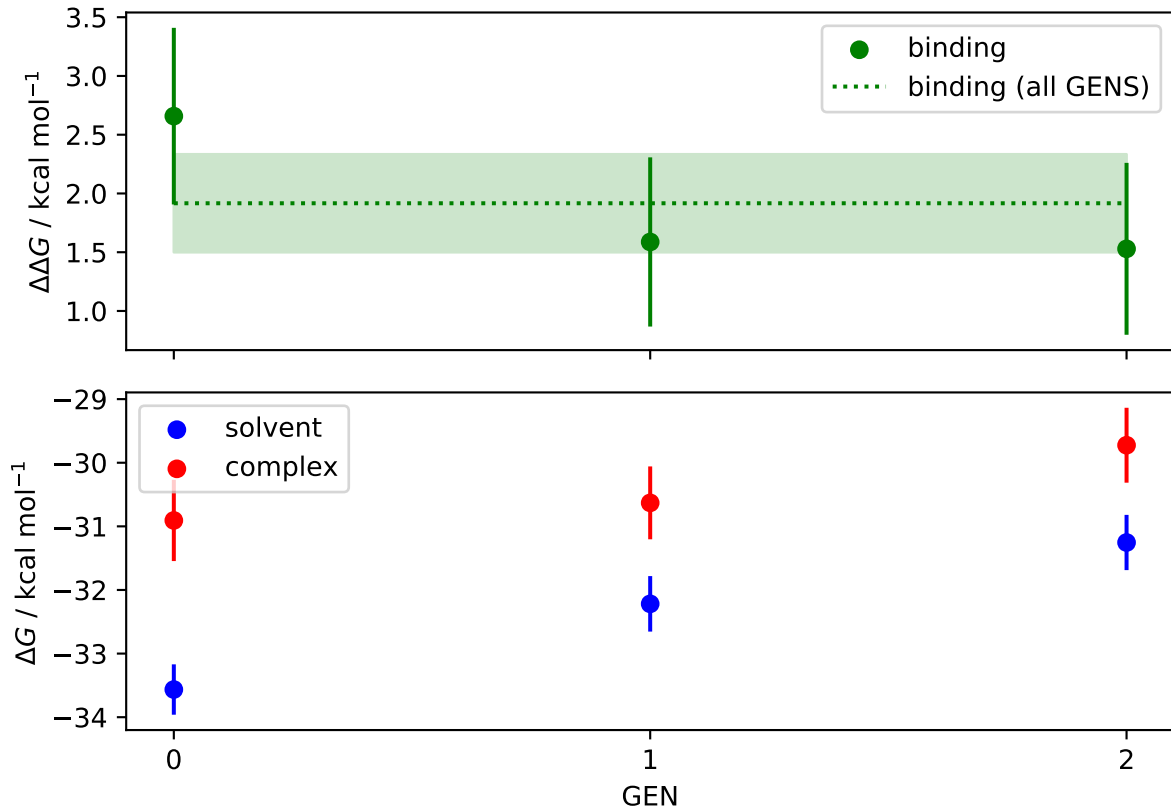 3.5
3.0
2.5
2.0
1.5
1.0
ΔΔG / kcal mol⁻¹
binding
binding (all GENS)
−29
−30
−31
−32
−33
−34
ΔG / kcal mol⁻¹
solvent
complex
0
1
2
GEN